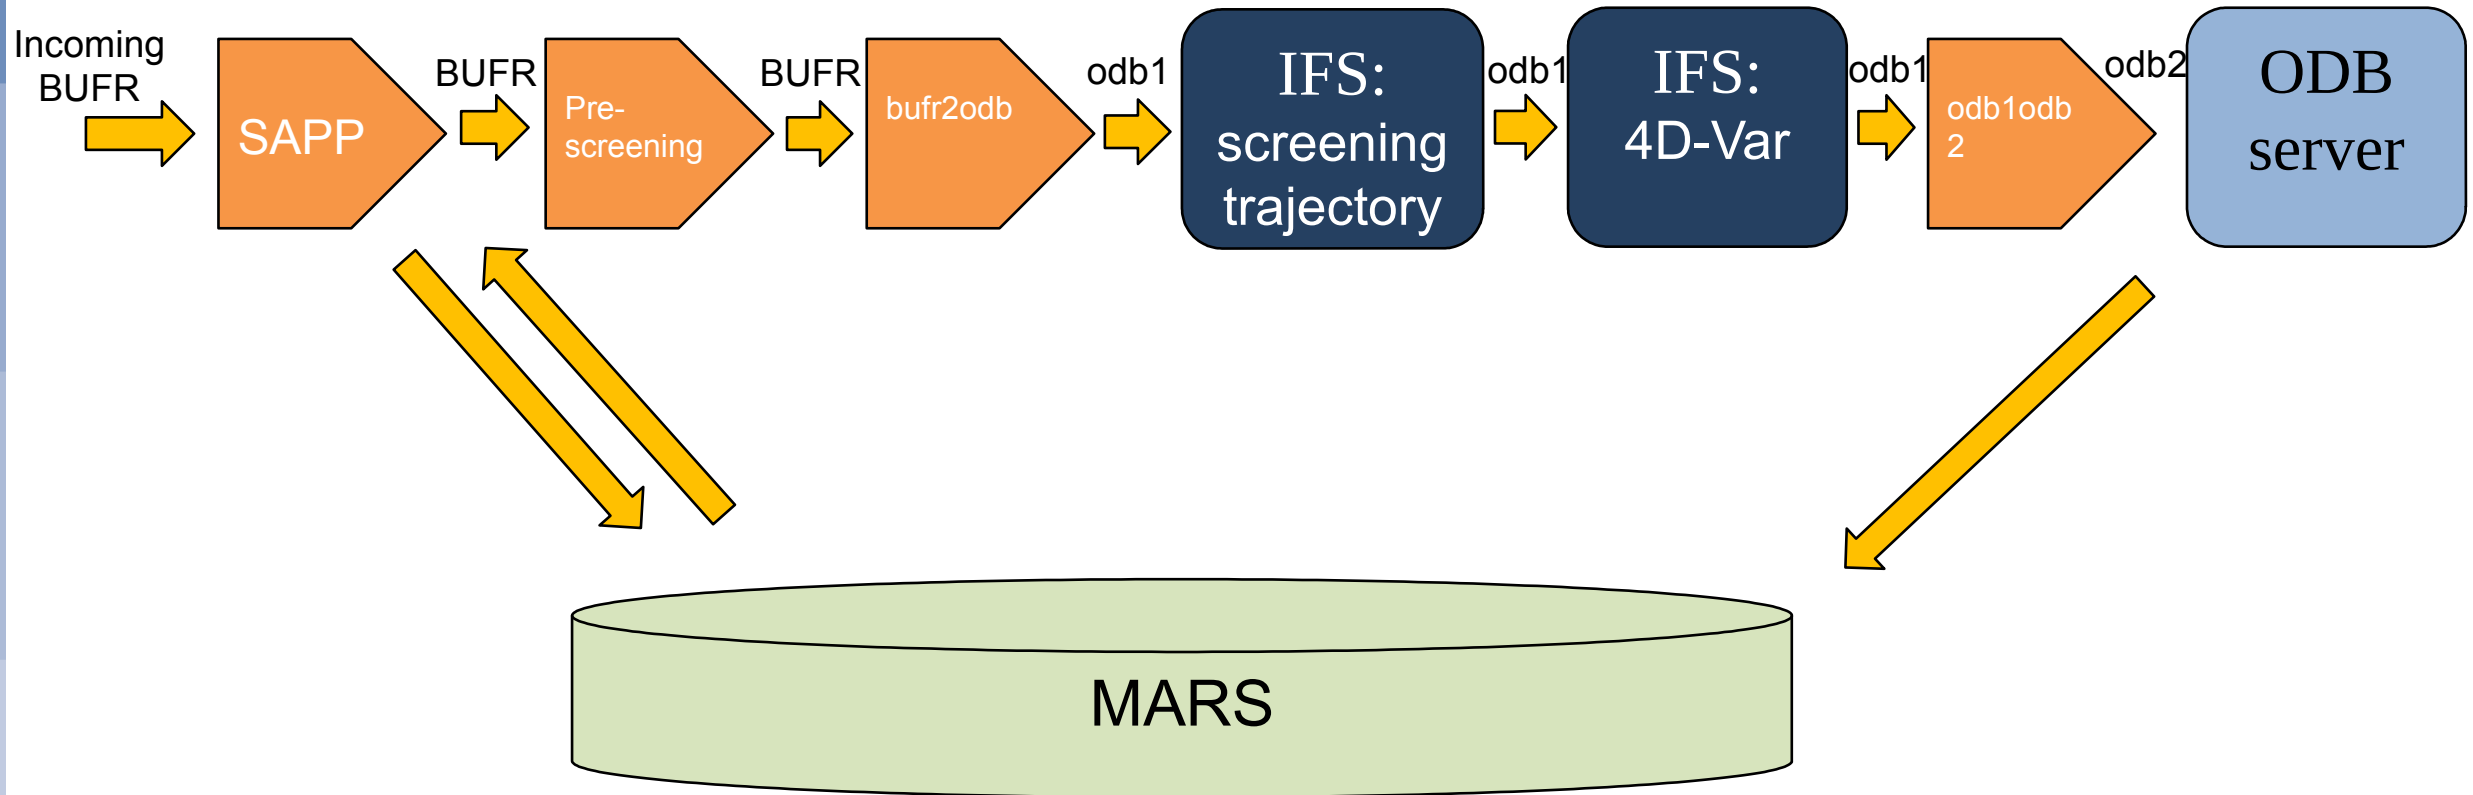 Incoming
BUFR
SAPP
BUFR
Pre-
screening
BUFR
bufr2odb
odb1
IFS:
screening
trajectory
odb1
IFS:
4D-Var
odb1
odb1odb
2
odb2
ODB
server
MARS